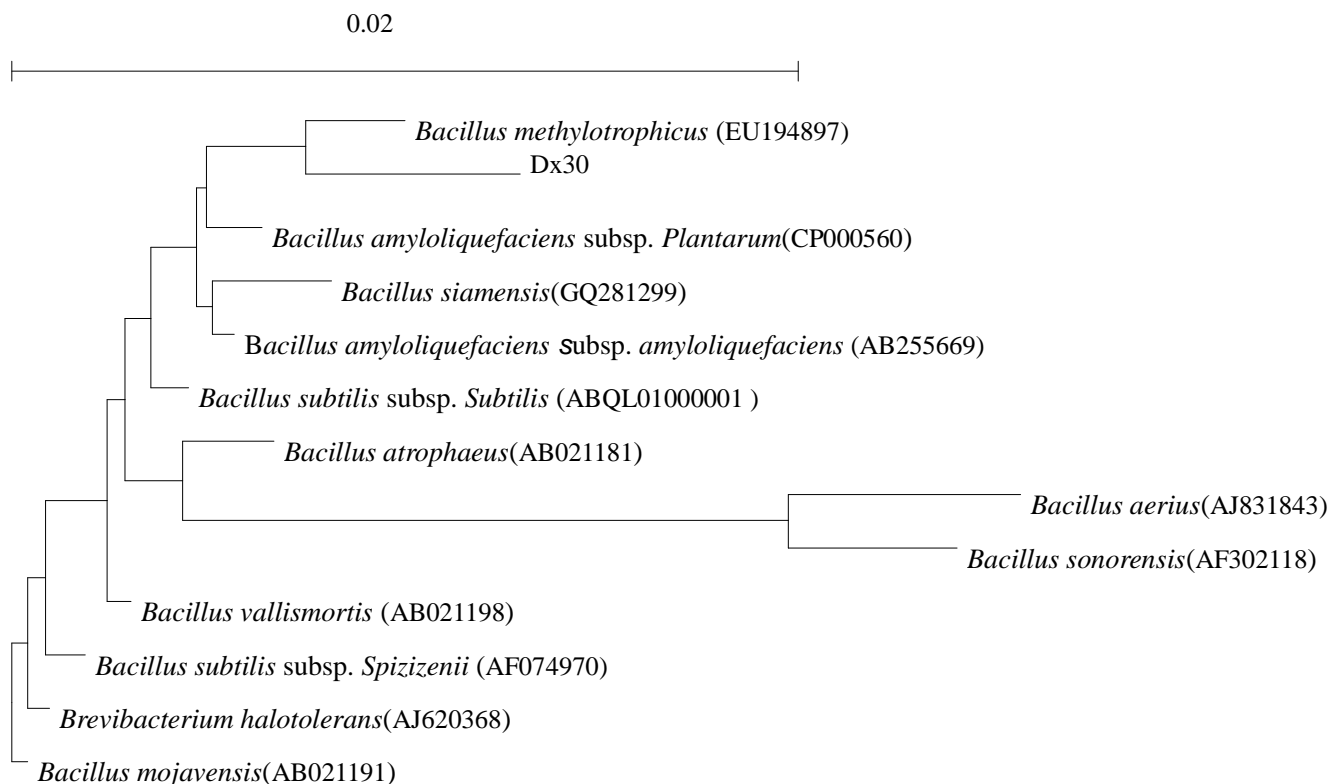 0.02
Bacillus methylotrophicus (EU194897)
Dx30
Bacillus amyloliquefaciens subsp. Plantarum(CP000560)
Bacillus siamensis(GQ281299)
Bacillus amyloliquefaciens subsp. amyloliquefaciens (AB255669)
Bacillus subtilis subsp. Subtilis (ABQL01000001 )
Bacillus atrophaeus(AB021181)
Bacillus aerius(AJ831843)
Bacillus sonorensis(AF302118)
Bacillus vallismortis (AB021198)
Bacillus subtilis subsp. Spizizenii (AF074970)
Brevibacterium halotolerans(AJ620368)
Bacillus mojavensis(AB021191)